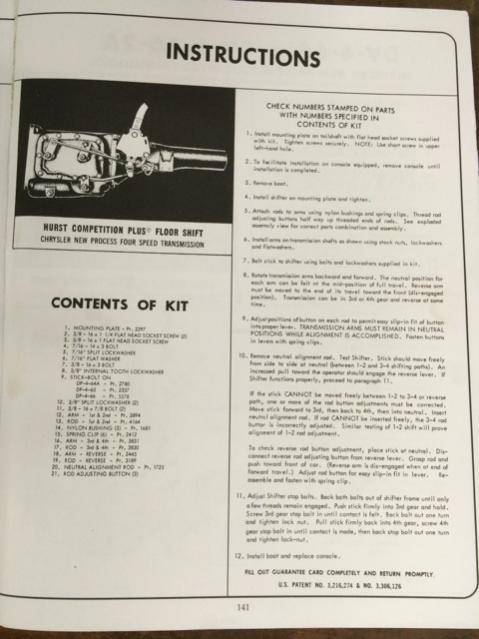 INSTRUCTIONS
HURST COMPETITION PLUS® FLOOR SHIFT
CHRYSLER NEW PROCESS FOUR SPEED TRANSMISSION
CONTENTS OF KIT
1. MOUNTING PLATE - Pt. 3397
2. 3/8 - 16 x 1 1/4 FLAT HEAD SOCKET SCREW (2)
3. 3/8 - 16 x 1 FLAT HEAD SOCKET SCREW
4. 7/16 - 14 x 3 BOLT
5. 7/16" SPLIT LOCKWASHER
6. 7/16" FLAT WASHER
7. 3/8 - 16 x 3 BOLT
8. 3/8" INTERNAL TOOTH LOCKWASHER
9. STICK-BOLT ON
DP-4-64A - Pt. 2780
DP-4-65 - Pt. 3357
DP-4-66 - Pt. 3378
10. 3/8" SPLIT LOCKWASHER (2)
11. 3/8 - 16 x 7/8 BOLT (2)
12. ARM - 1st & 2nd - Pt. 3894
13. ROD - 1st & 2nd - Pt. 4164
14. NYLON BUSHING (5) - Pt. 1681
15. SPRING CLIP (6) - Pt. 2412
16. ARM - 3rd & 4th - Pt. 3831
17. ROD - 3rd & 4th - Pt. 3830
18. ARM - REVERSE - Pt. 3445
19. ROD - REVERSE - Pt. 3189
20. NEUTRAL ALIGNMENT ROD - Pt. 1725
21. ROD ADJUSTING BUTTON (3)
CHECK NUMBERS STAMPED ON PARTS
WITH NUMBERS SPECIFIED IN
CONTENTS OF KIT
1. Install mounting plate on tailshaft with flat head socket screws supplied
with kit. Tighten screws securely. NOTE: Use short screw in upper
left-hand hole.
2. To facilitate installation on console equipped, remove console until
installation is completed.
3. Remove boot.
4. Install shifter on mounting plate and tighten.
5. Attach rods to arms using nylon bushings and spring clips. Thread rod
adjusting buttons half way up threaded ends of rods. See exploded
assembly view for correct parts combination and assembly.
6. Install arms on transmission shafts as shown using stock nuts, lockwashers
and flatwashers.
7. Bolt stick to shifter using bolts and lockwashers supplied in kit.
8. Rotate transmission arms backward and forward. The neutral position for
each arm can be felt at the mid-position of full travel. Reverse arm
must be moved to the end of its travel toward the front (dis-engaged
position). Transmission can be in 3rd or 4th gear and reverse at same
time.
9. Adjust positions of button on each rod to permit easy slip-in fit of button
into proper lever. TRANSMISSION ARMS MUST REMAIN IN NEUTRAL
POSITIONS WHILE ALIGNMENT IS ACCOMPLISHED. Fasten buttons
in levers with spring clips.
10. Remove neutral alignment rod. Test Shifter. Stick should move freely
from side to side at neutral (between 1-2 and 3-4 shifting paths). An
increased pull toward the operator should engage the reverse lever. If
Shifter functions properly, proceed to paragraph 11.
If the stick CANNOT be moved freely between 1-2 to 3-4 or reverse
path, one or more of the rod button adjustments must be corrected.
Move stick forward to 3rd, then back to 4th, then into neutral. Insert
neutral alignment rod. If rod CANNOT be inserted freely, the 3-4 rod
button is incorrectly adjusted. Similar testing of 1-2 shift will prove
alignment of 1-2 rod adjustment.
To check reverse rod button adjustment, place stick at neutral. Dis-
connect reverse rod adjusting button from reverse lever. Grasp rod and
push toward front of car. (Reverse arm is dis-engaged when at end of
forward travel.) Adjust rod button for easy slip-in fit in lever. Re-
assemble and fasten with spring clip.
11. Adjust Shifter stop bolts. Back both bolts out of shifter frame until only
a few threads remain engaged. Push stick firmly into 3rd gear and hold.
Screw 3rd gear stop bolt in until contact is felt. Back bolt out one turn
and tighten lock nut. Pull stick firmly back into 4th gear, screw 4th
gear stop bolt in until contact is made, then back stop bolt out one turn
and tighten lock-nut.
12. Install boot and replace console.
FILL OUT GUARANTEE CARD COMPLETELY AND RETURN PROMPTLY.
U.S. PATENT NO. 3,216,274 & NO. 3,306,126
141